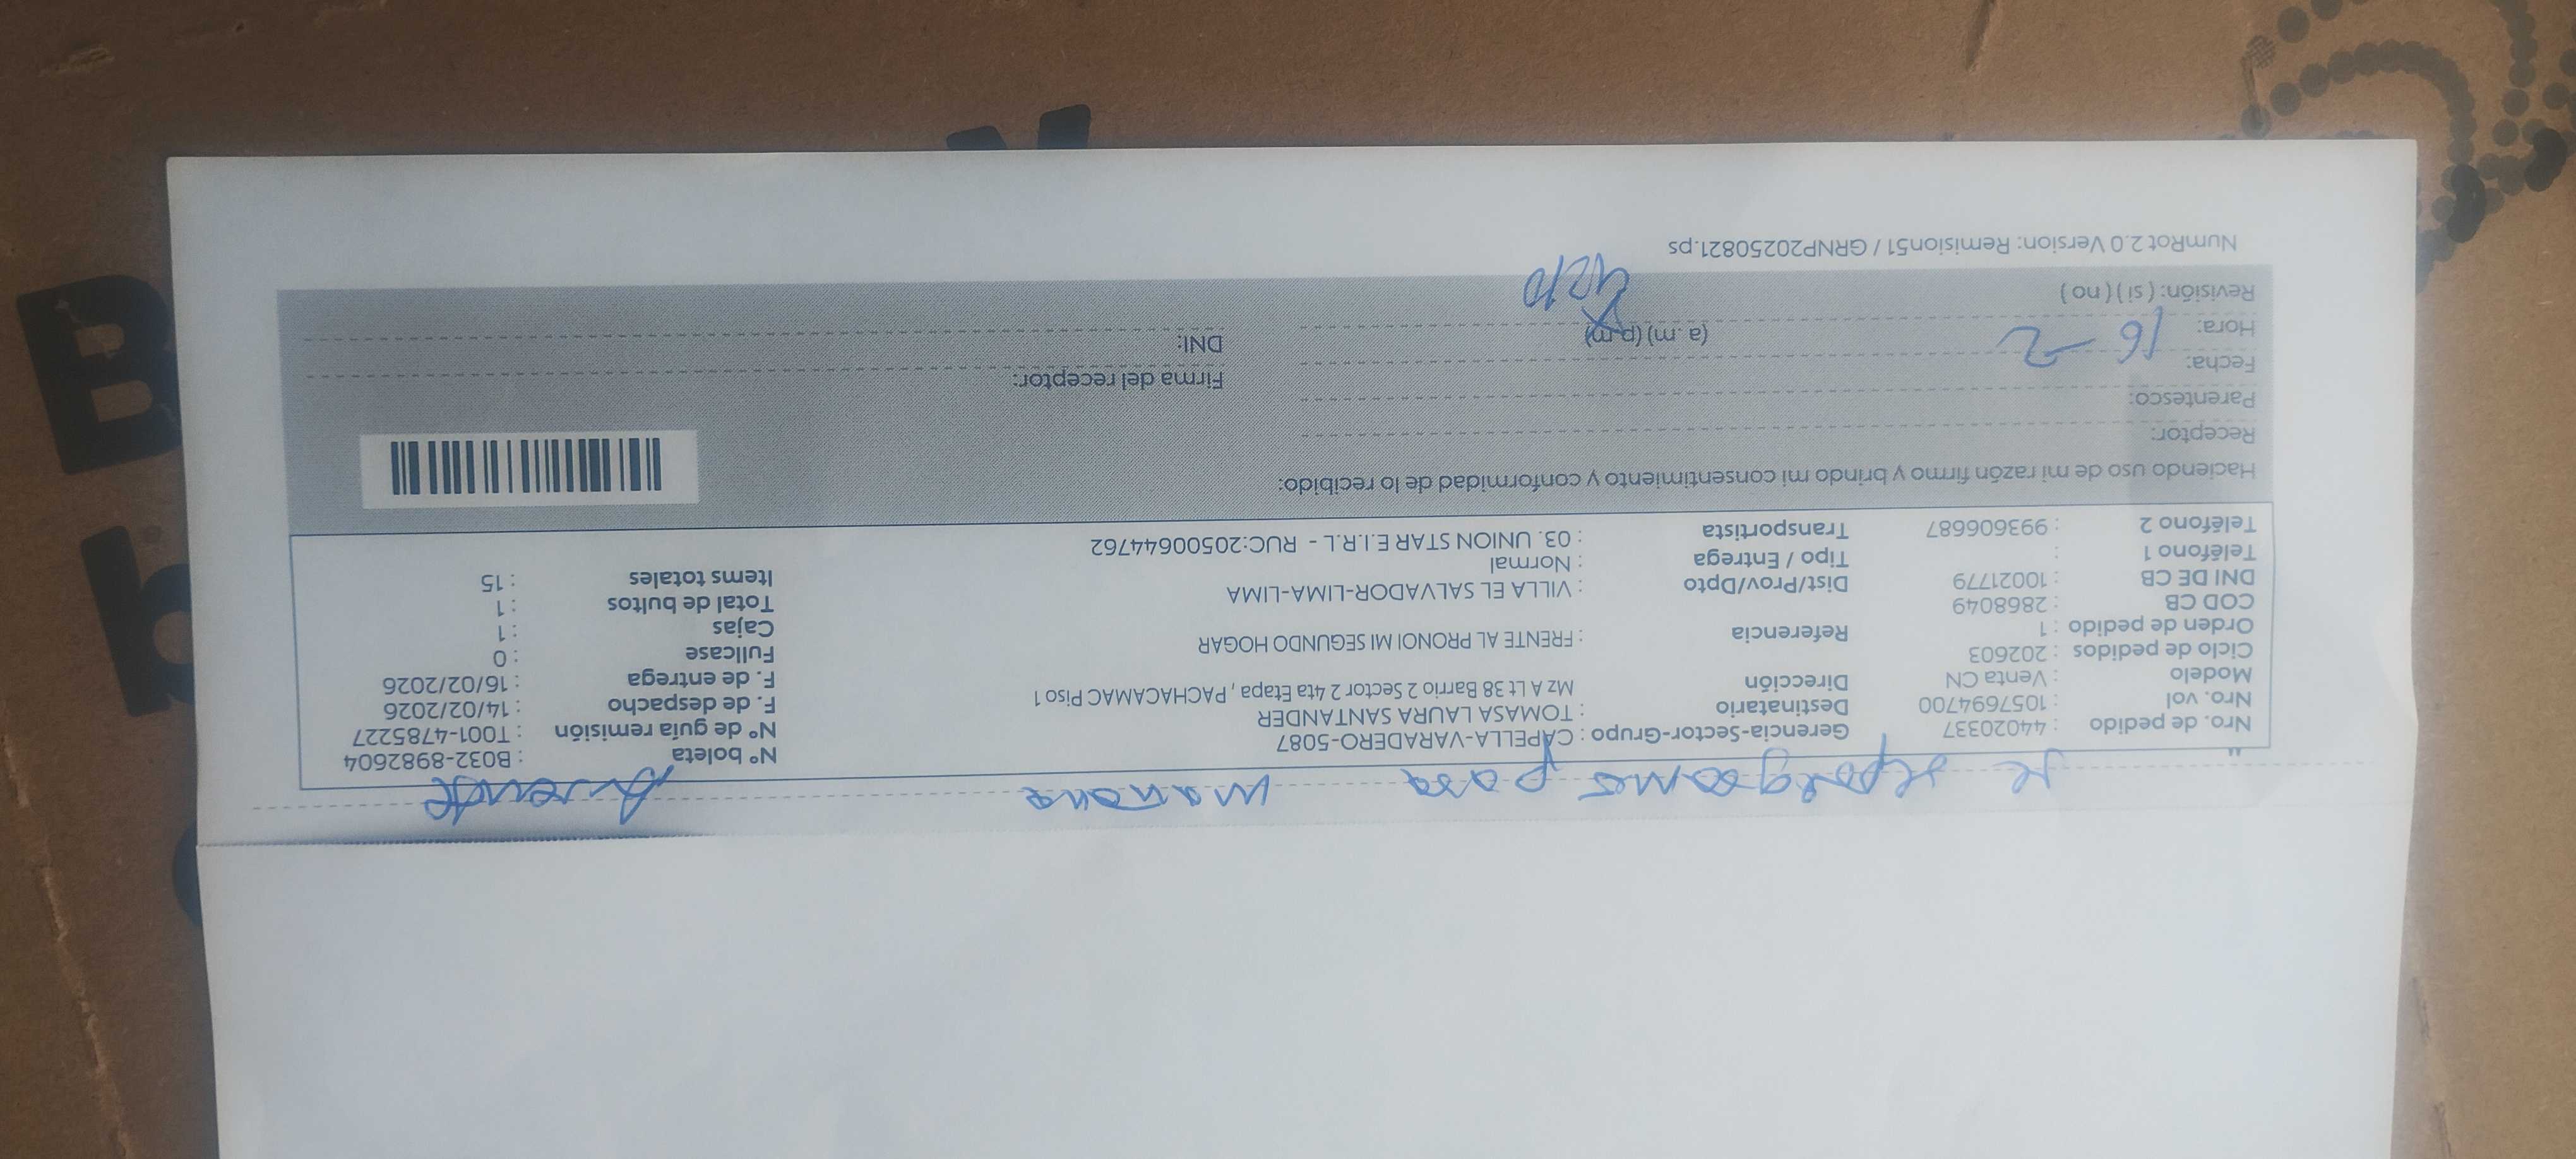 Se reprogramo para mañana
Nro. de pedido : 44020337
Nro. vol : 1057694700
Modelo : Venta CN
Ciclo de pedidos : 202603
Orden de pedido : 1
COD CB : 2868049
DNI DE CB : 10021779
Teléfono 1 :
Teléfono 2 : 993606687
Gerencia-Sector-Grupo : CAPELLA-VARADERO-5087
Destinatario : TOMASA LAURA SANTANDER
Dirección Mz A Lt 38 Barrio 2 Sector 2 4ta Etapa , PACHACAMAC Piso 1
Referencia : FRENTE AL PRONOI MI SEGUNDO HOGAR
Dist/Prov/Dpto : VILLA EL SALVADOR-LIMA-LIMA
Tipo / Entrega : Normal
Transportista : 03. UNION STAR E.I.R.L - RUC:20500644762
N° boleta : B032-8982604
N° de guía remisión : T001-4785227
F. de despacho : 14/02/2026
F. de entrega : 16/02/2026
Fullcase : 0
Cajas : 1
Total de bultos : 1
Items totales : 15
Haciendo uso de mi razón firmo y brindo mi consentimiento y conformidad de lo recibido:
Receptor:
Parentesco:
Fecha: 16-2
Hora: (a .m) (p.m)
Revisión: ( si ) ( no )
Firma del receptor:
DNI:
NumRot 2.0 Version: Remision51 / GRNP20250821.ps